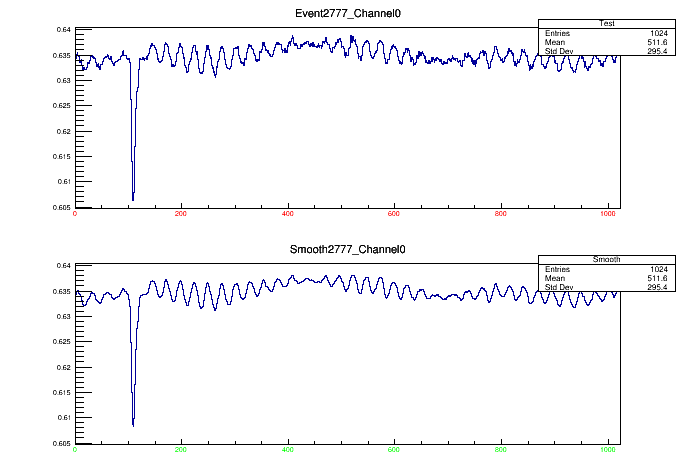 Event2777_Channel0
Test
Entries 1024
Mean 511.6
Std Dev 295.4
0.64
0.635
0.63
0.625
0.62
0.615
0.61
0.605
0 200 400 600 800 1000
Smooth2777_Channel0
Smooth
Entries 1024
Mean 511.6
Std Dev 295.4
0.64
0.635
0.63
0.625
0.62
0.615
0.61
0.605
0 200 400 600 800 1000